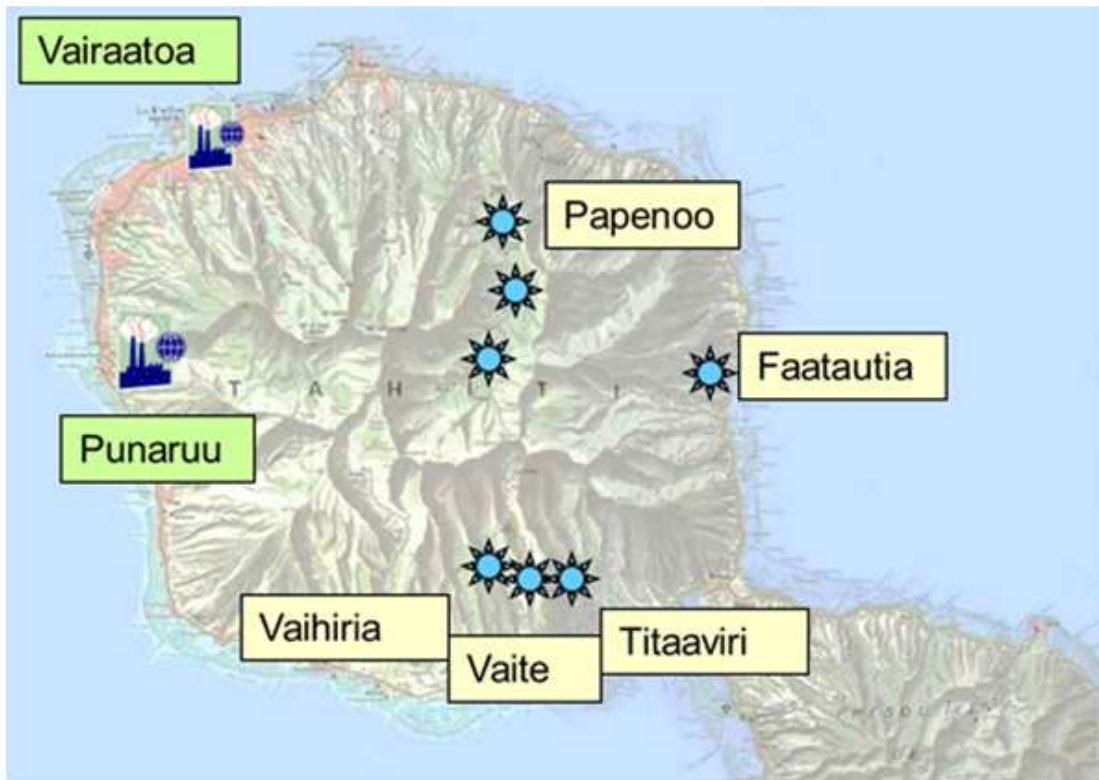 Vairaatoa
Papenoo
Faatautia
T A H I T I
Punaruu
Vaihiria
Titaaviri
Vaite